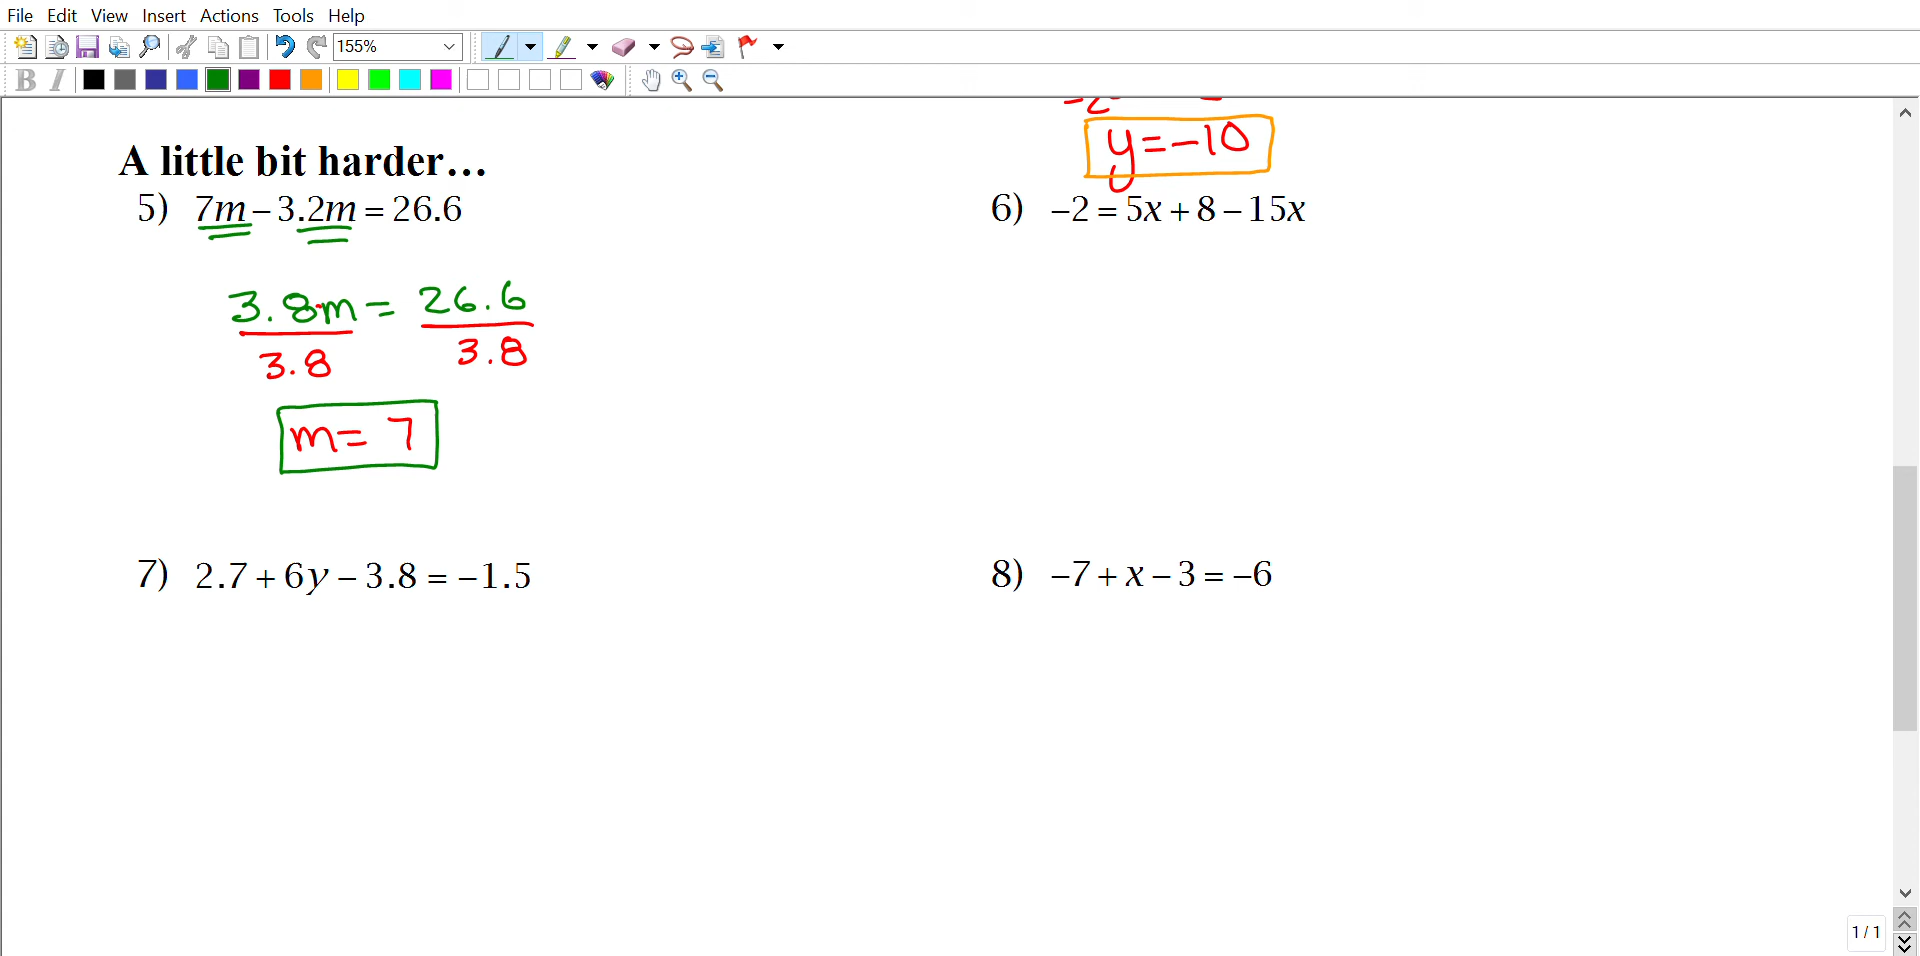 File Edit View Insert Actions Tools Help
155%
B I
-2
y=-10
A little bit harder…
5) 7m – 3.2m = 26.6
6) –2 = 5x + 8 – 15x
3.8m = 26.6
3.8 3.8
m= 7
7) 2.7 + 6y – 3.8 = –1.5
8) –7 + x – 3 = –6
1 / 1